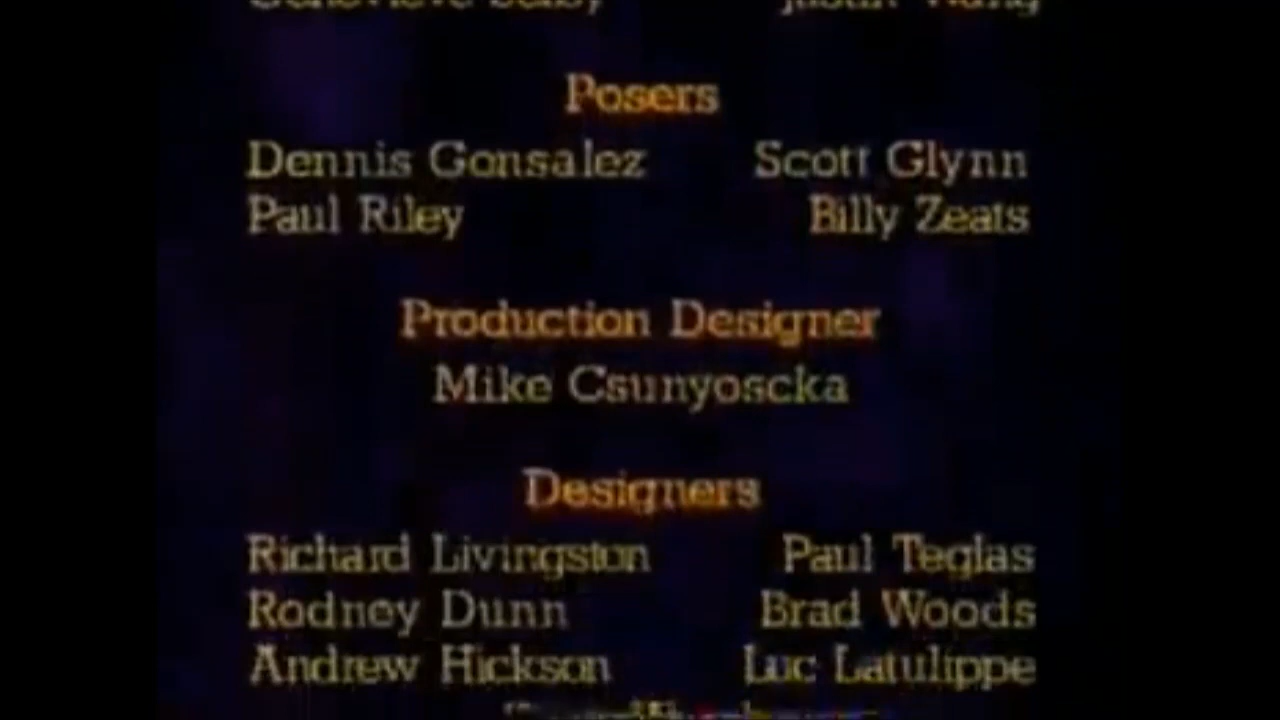 Posers
Dennis Gonsalez Scott Glynn
Paul Riley Billy Zeats
Production Designer
Mike Csunyoscka
Designers
Richard Livingston Paul Teglas
Rodney Dunn Brad Woods
Andrew Hickson Luc Latulippe